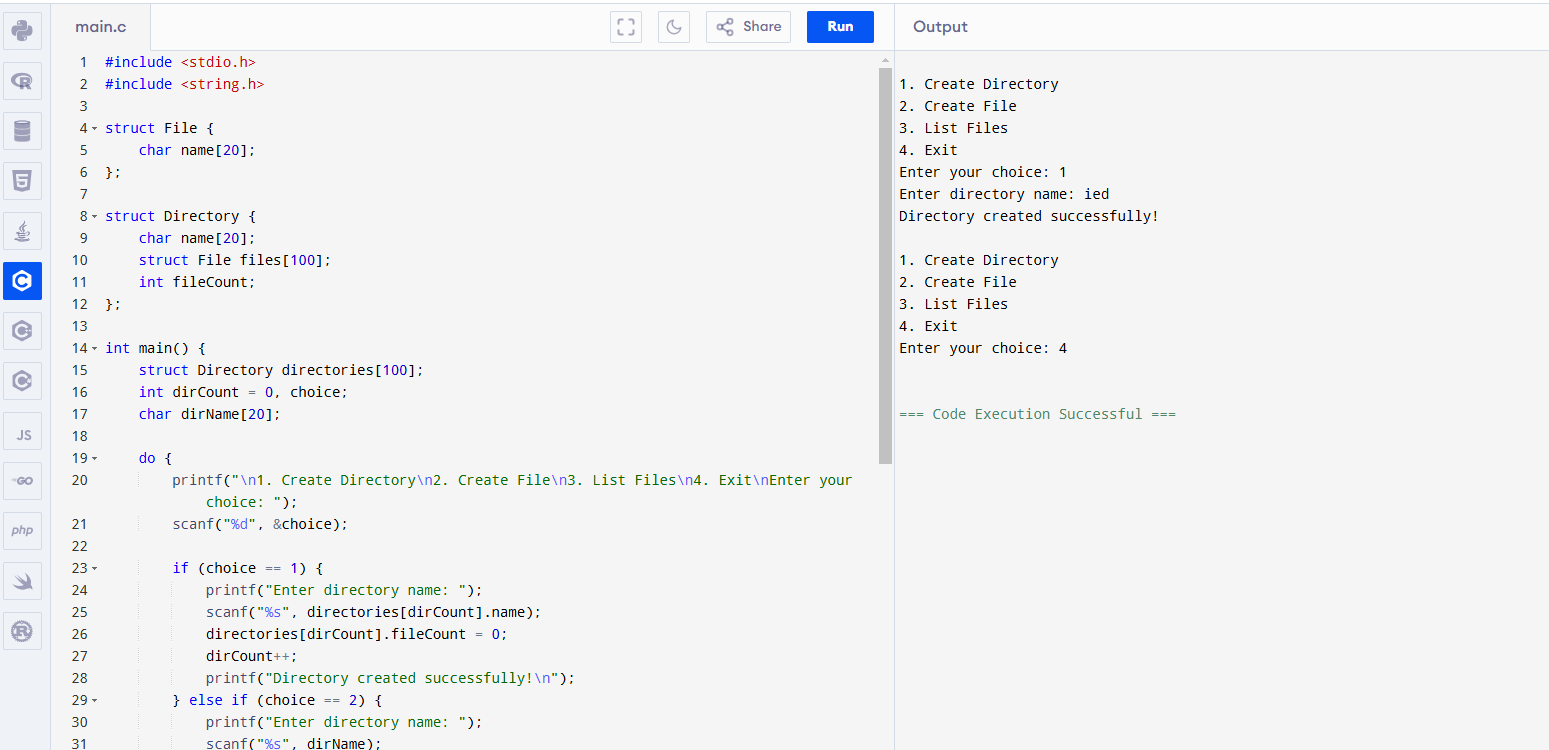 main.c
Share
Run
Output
R
5
C
C
C
JS
GO
php
R
1 #include <stdio.h>
2 #include <string.h>
3
4 struct File {
5     char name[20];
6 };
7
8 struct Directory {
9     char name[20];
10     struct File files[100];
11     int fileCount;
12 };
13
14 int main() {
15     struct Directory directories[100];
16     int dirCount = 0, choice;
17     char dirName[20];
18
19     do {
20         printf("\n1. Create Directory\n2. Create File\n3. List Files\n4. Exit\nEnter your
choice: ");
21         scanf("%d", &choice);
22
23         if (choice == 1) {
24             printf("Enter directory name: ");
25             scanf("%s", directories[dirCount].name);
26             directories[dirCount].fileCount = 0;
27             dirCount++;
28             printf("Directory created successfully!\n");
29         } else if (choice == 2) {
30             printf("Enter directory name: ");
31             scanf("%s", dirName);
1. Create Directory
2. Create File
3. List Files
4. Exit
Enter your choice: 1
Enter directory name: ied
Directory created successfully!
1. Create Directory
2. Create File
3. List Files
4. Exit
Enter your choice: 4
=== Code Execution Successful ===